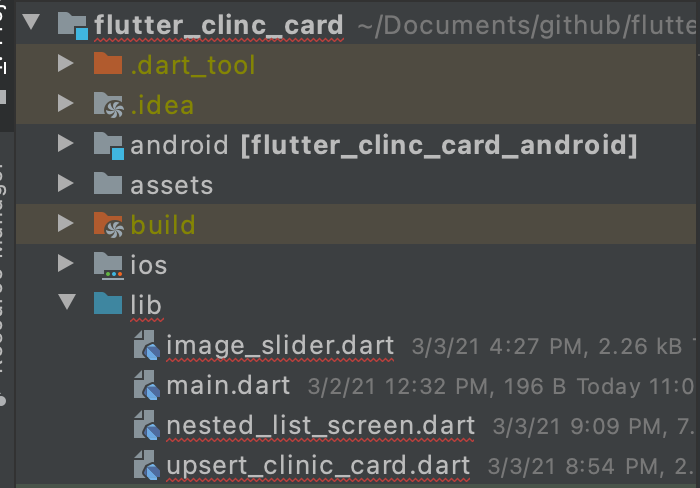 flutter_clinc_card ~/Documents/github/flutte
.dart_tool
.idea
android [flutter_clinc_card_android]
assets
build
ios
lib
image_slider.dart 3/3/21 4:27 PM, 2.26 kB
main.dart 3/2/21 12:32 PM, 196 B Today 11:0
nested_list_screen.dart 3/3/21 9:09 PM, 7.
upsert_clinic_card.dart 3/3/21 8:54 PM, 2.